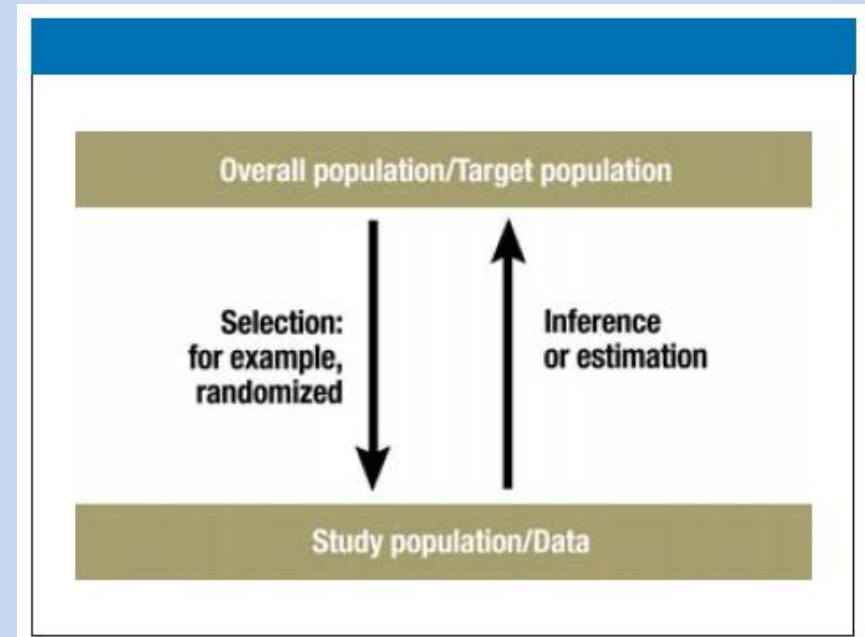 Overall population/Target population
Selection:
for example,
randomized
Inference
or estimation
Study population/Data